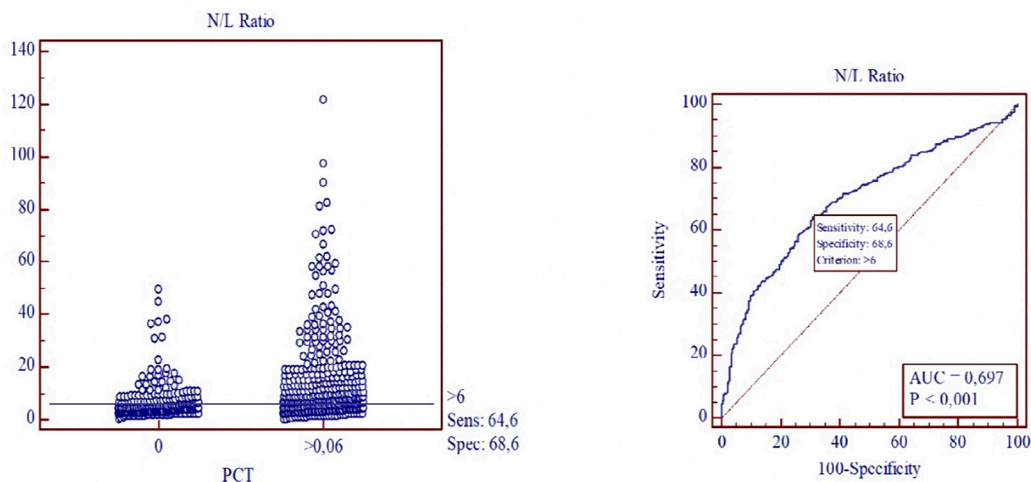 N/L Ratio
140
120
100
80
60
40
20
0
>6
Sens: 64,6
Spec: 68,6
0
>0,06
PCT
N/L Ratio
100
80
60
40
20
0
Sensitivity
Sensitivity: 64,6
Specificity: 68,6
Criterion: >6
AUC = 0,697
P < 0,001
0 20 40 60 80 100
100-Specificity